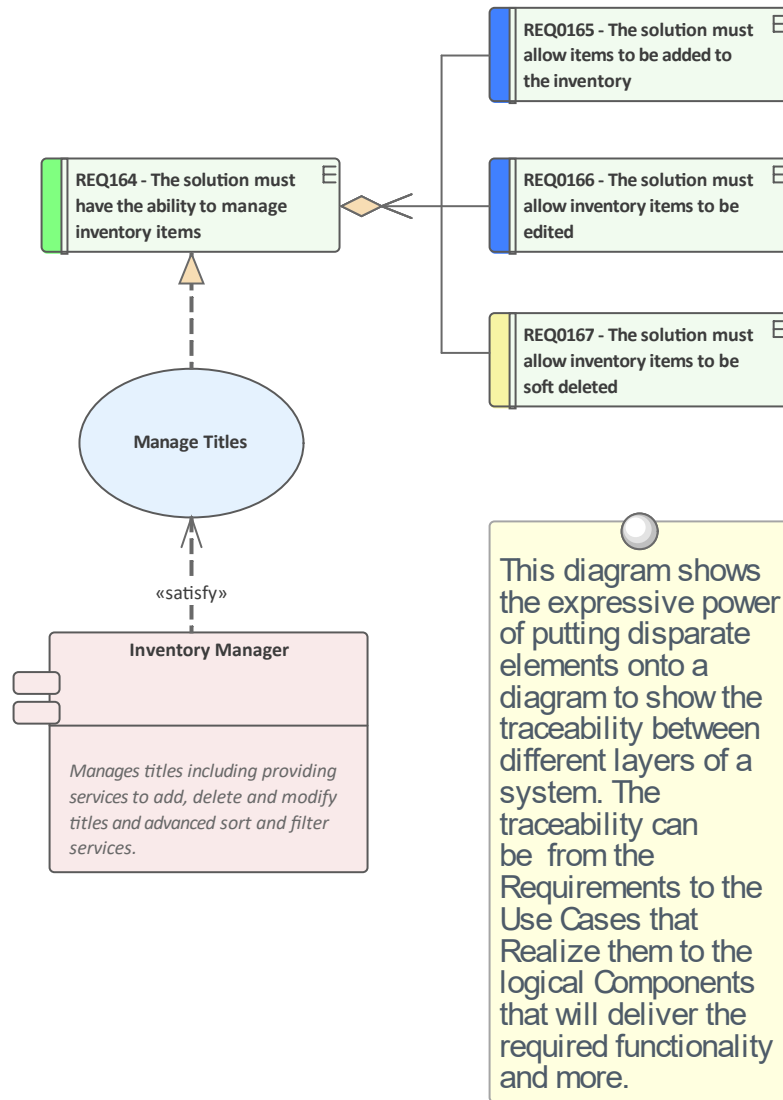 REQ0165 - The solution must
allow items to be added to
the inventory
REQ164 - The solution must
have the ability to manage
inventory items
REQ0166 - The solution must
allow inventory items to be
edited
REQ0167 - The solution must
allow inventory items to be
soft deleted
Manage Titles
«satisfy»
Inventory Manager
Manages titles including providing
services to add, delete and modify
titles and advanced sort and filter
services.
This diagram shows
the expressive power
of putting disparate
elements onto a
diagram to show the
traceability between
different layers of a
system. The
traceability can
be from the
Requirements to the
Use Cases that
Realize them to the
logical Components
that will deliver the
required functionality
and more.